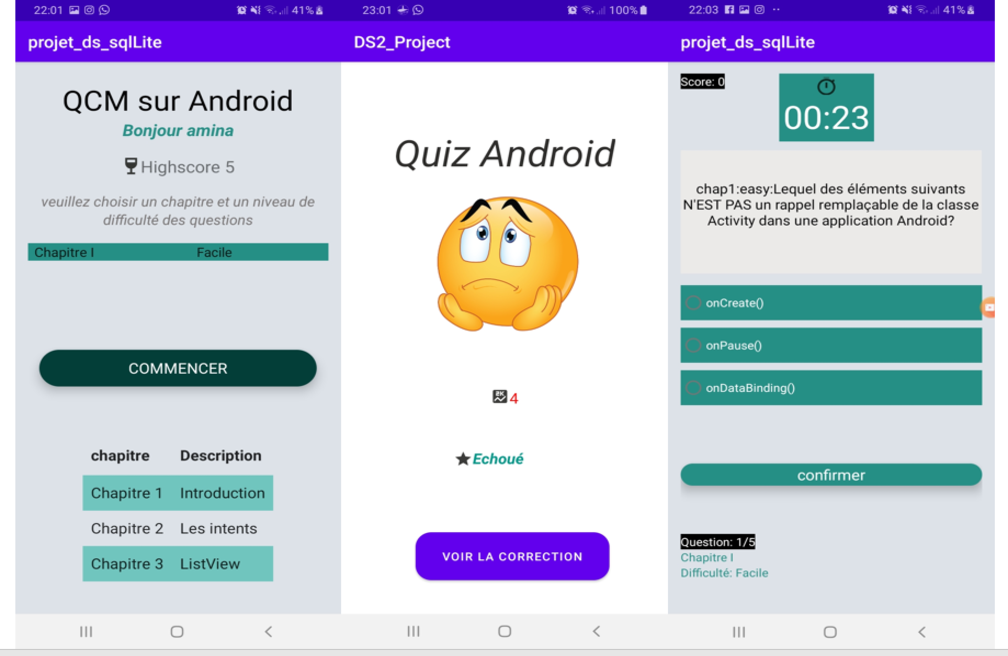 22:01
41%
projet_ds_sqlLite
QCM sur Android
Bonjour amina
Highscore 5
veuillez choisir un chapitre et un niveau de
difficulté des questions
Chapitre I Facile
COMMENCER
chapitre Description
Chapitre 1 Introduction
Chapitre 2 Les intents
Chapitre 3 ListView
23:01
100%
DS2_Project
Quiz Android
4
Echoué
VOIR LA CORRECTION
22:03
41%
projet_ds_sqlLite
Score: 0
00:23
chap1:easy:Lequel des éléments suivants
N'EST PAS un rappel remplaçable de la classe
Activity dans une application Android?
onCreate()
onPause()
onDataBinding()
confirmer
Question: 1/5
Chapitre I
Difficulté: Facile